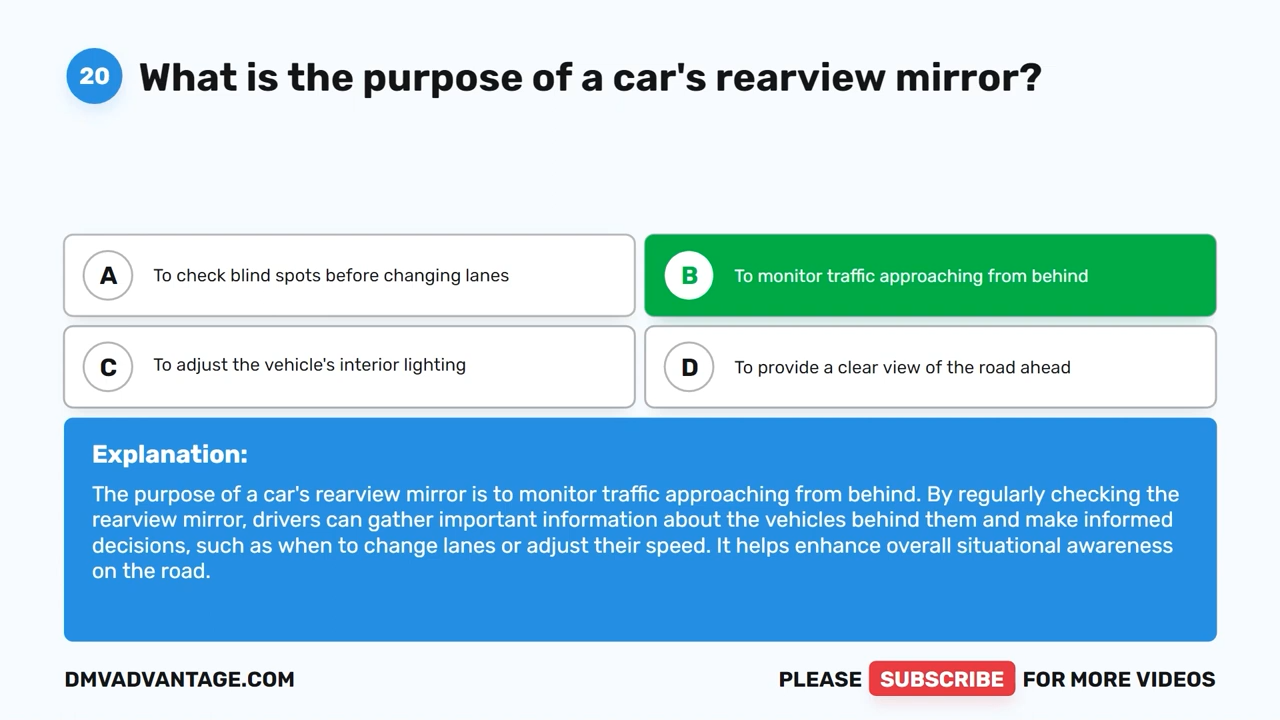 20 What is the purpose of a car's rearview mirror?
A To check blind spots before changing lanes
B To monitor traffic approaching from behind
C To adjust the vehicle's interior lighting
D To provide a clear view of the road ahead
Explanation:
The purpose of a car's rearview mirror is to monitor traffic approaching from behind. By regularly checking the
rearview mirror, drivers can gather important information about the vehicles behind them and make informed
decisions, such as when to change lanes or adjust their speed. It helps enhance overall situational awareness
on the road.
DMVADVANTAGE.COM
PLEASE SUBSCRIBE FOR MORE VIDEOS